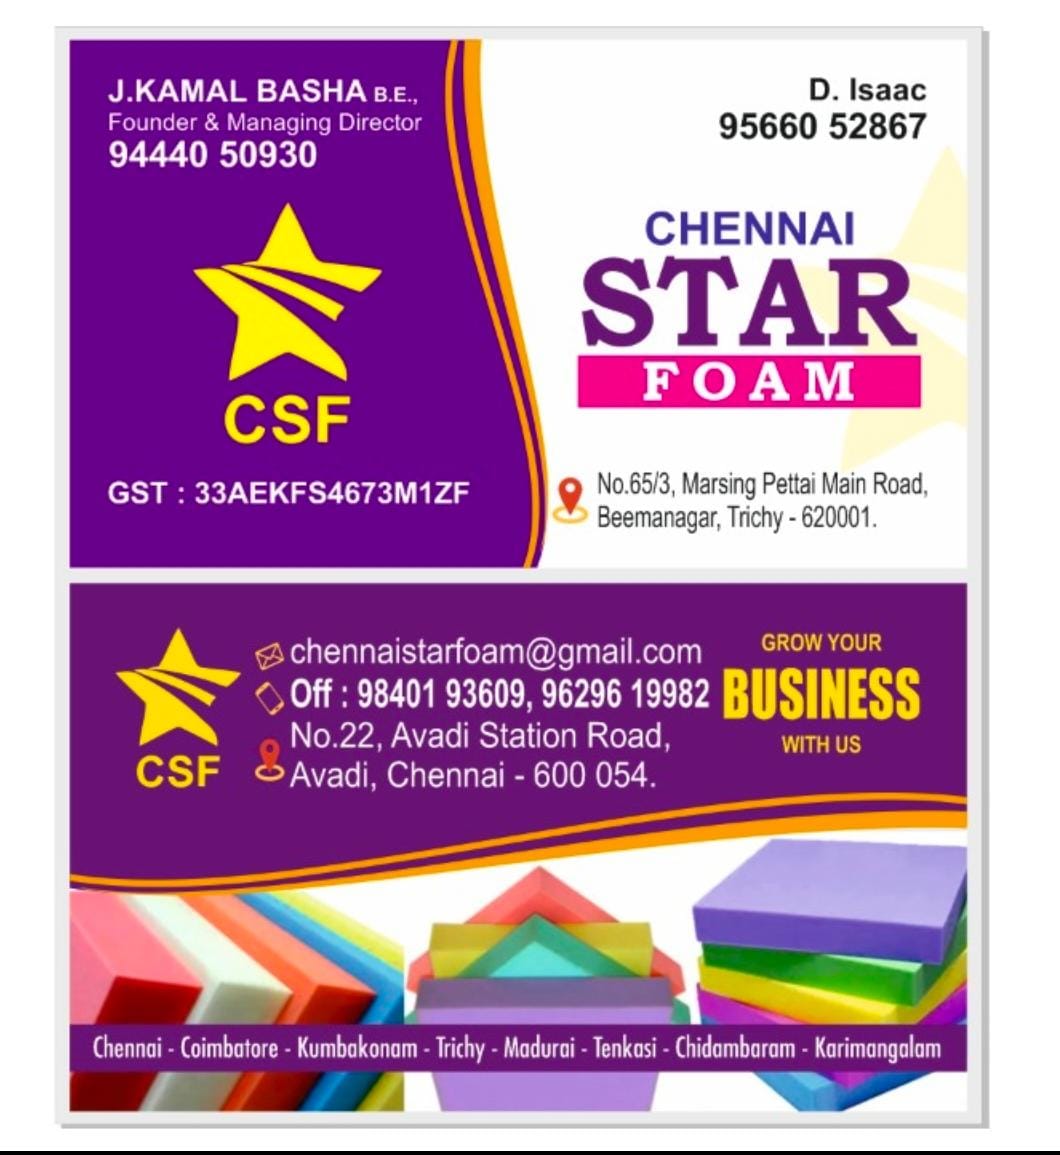 J.KAMAL BASHA B.E.,
Founder & Managing Director
94440 50930
CSF
GST : 33AEKFS4673M1ZF
D. Isaac
95660 52867
CHENNAI
STAR
FOAM
No.65/3, Marsing Pettai Main Road,
Beemanagar, Trichy - 620001.
CSF
chennaistarfoam@gmail.com
Off : 98401 93609, 96296 19982
No.22, Avadi Station Road,
Avadi, Chennai - 600 054.
GROW YOUR
BUSINESS
WITH US
Chennai - Coimbatore - Kumbakonam - Trichy - Madurai - Tenkasi - Chidambaram - Karimangalam